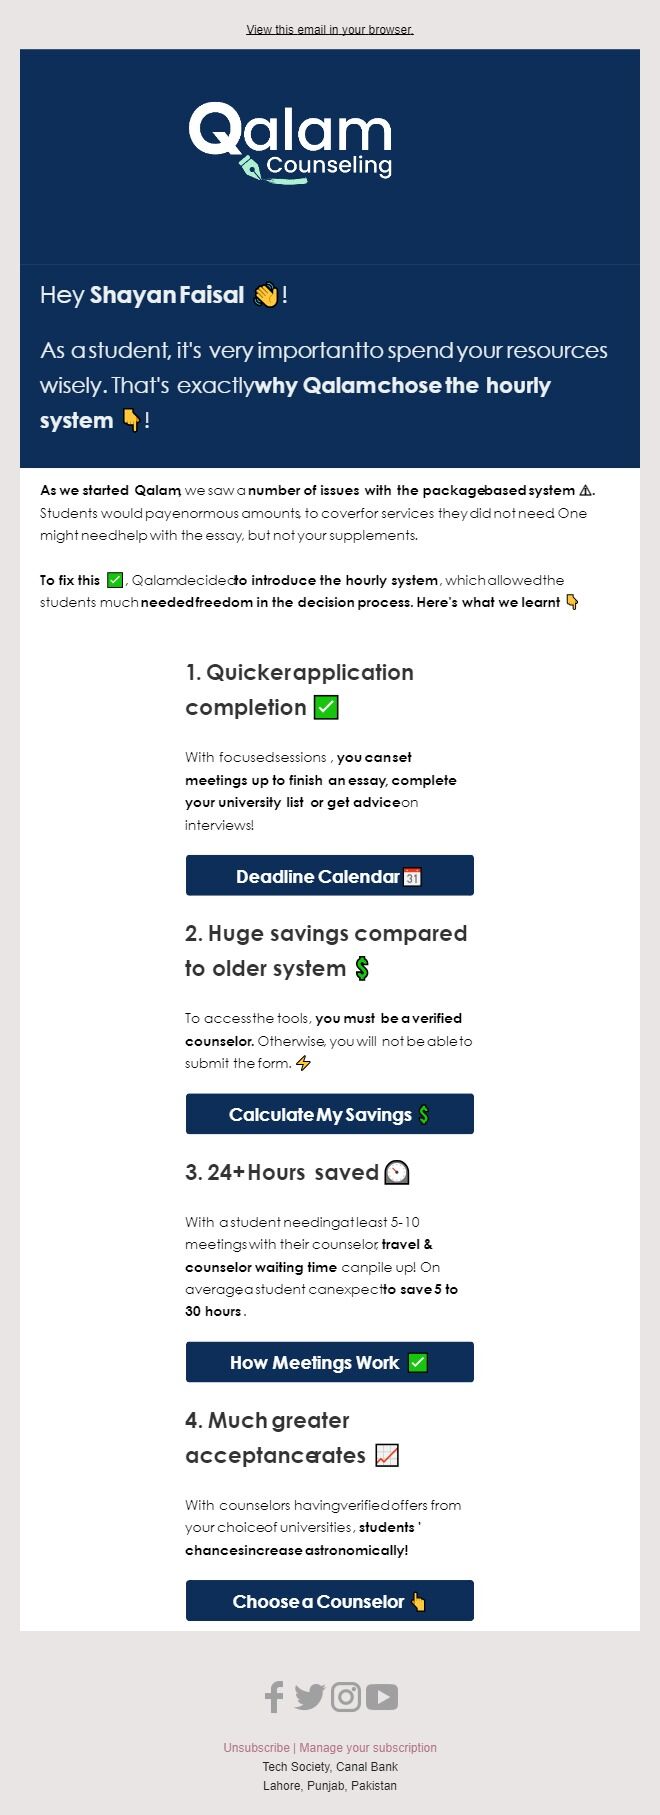 View this email in your browser.
Qalam
Counseling
Hey Shayan Faisal 👋!
As a student, it's very important to spend your resources
wisely. That's exactly why Qalam chose the hourly
system 👇!
As we started Qalam, we saw a number of issues with the package based system ⚠.
Students would pay enormous amounts, to cover for services they did not need. One
might need help with the essay, but not your supplements.
To fix this ✅, Qalam decided to introduce the hourly system, which allowed the
students much needed freedom in the decision process. Here's what we learnt 👇
1. Quicker application
completion ✅
With focused sessions , you can set
meetings up to finish an essay, complete
your university list or get advice on
interviews!
Deadline Calendar 📅
2. Huge savings compared
to older system 💲
To access the tools, you must be a verified
counselor. Otherwise, you will not be able to
submit the form. ⚡
Calculate My Savings 💲
3. 24+ Hours saved ⏲
With a student needing at least 5-10
meetings with their counselor, travel &
counselor waiting time can pile up! On
average, a student can expect to save 5 to
30 hours .
How Meetings Work ✅
4. Much greater
acceptance rates 📈
With counselors having verified offers from
your choice of universities, students '
chances increase astronomically!
Choose a Counselor 👆
Unsubscribe | Manage your subscription
Tech Society, Canal Bank
Lahore, Punjab, Pakistan